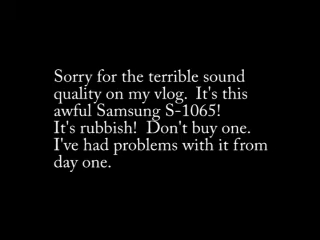 Sorry for the terrible sound
quality on my vlog.  It's this
awful Samsung S-1065!
It's rubbish!  Don't buy one.
I've had problems with it from
day one.